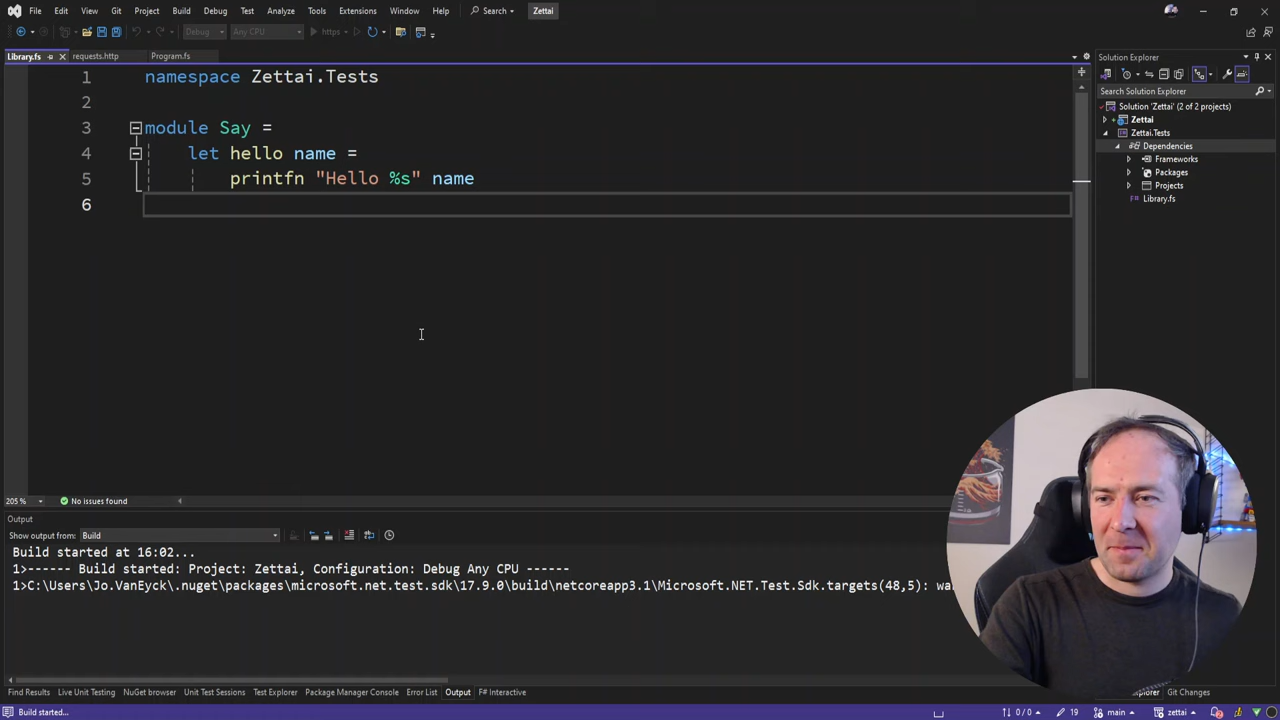 File Edit View Git Project Build Debug Test Analyze Tools Extensions Window Help Search Zettai
Debug Any CPU https
Library.fs requests.http Program.fs
1 namespace Zettai.Tests
2
3 module Say =
4 let hello name =
5 printfn "Hello %s" name
6
205 % No issues found
Solution Explorer
Search Solution Explorer
Solution 'Zettai' (2 of 2 projects)
Zettai
Zettai.Tests
Dependencies
Frameworks
Packages
Projects
Library.fs
Output
Show output from: Build
Build started at 16:02...
1>------ Build started: Project: Zettai, Configuration: Debug Any CPU ------
1>C:\Users\Jo.VanEyck\.nuget\packages\microsoft.net.test.sdk\17.9.0\build\netcoreapp3.1\Microsoft.NET.Test.Sdk.targets(48,5):
Find Results Live Unit Testing NuGet browser Unit Test Sessions Test Explorer Package Manager Console Error List Output F# Interactive
Git Changes
Build started... 0 / 0 19 main zettai